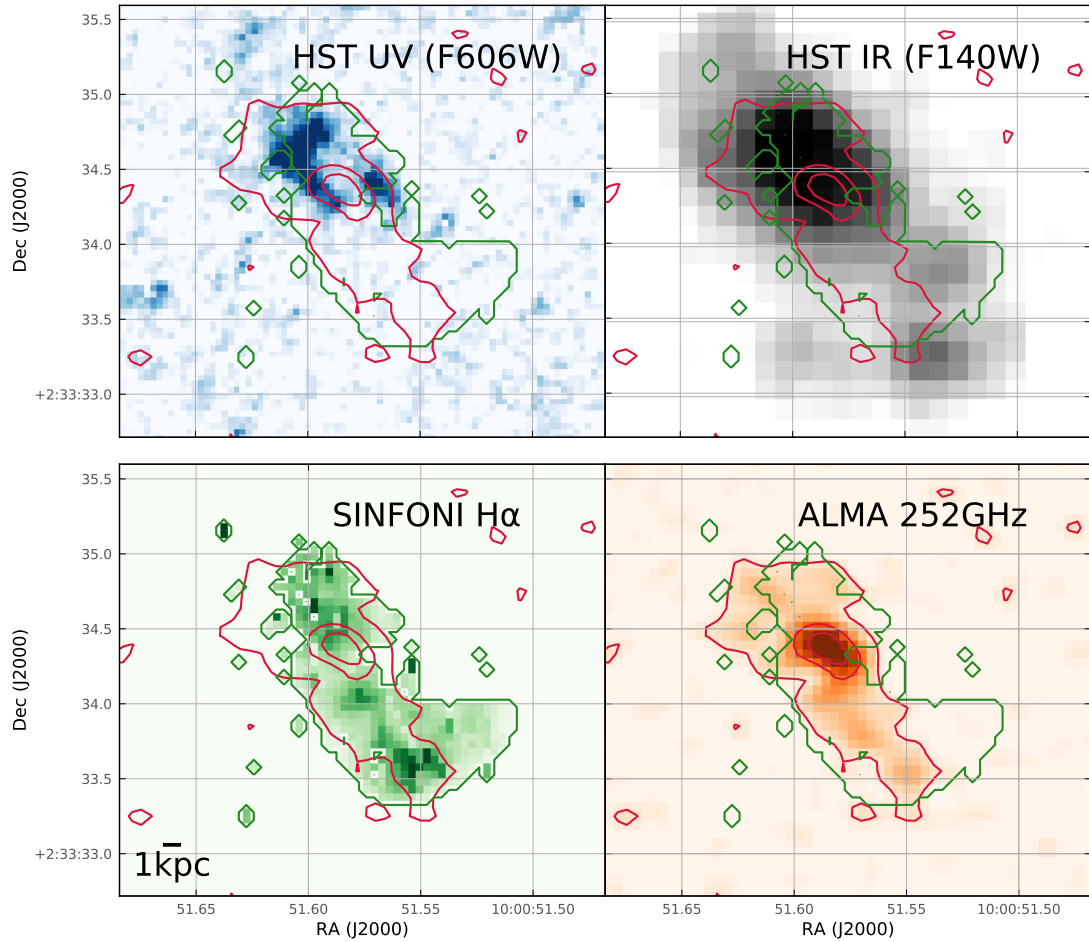 HST UV (F606W)
HST IR (F140W)
35.5
35.0
34.5
34.0
33.5
+2:33:33.0
Dec (J2000)
SINFONI Hα
ALMA 252GHz
35.5
35.0
34.5
34.0
33.5
+2:33:33.0
Dec (J2000)
1kpc
51.65
51.60
51.55
10:00:51.50
51.60
51.55
10:00:51.50
RA (J2000)
RA (J2000)